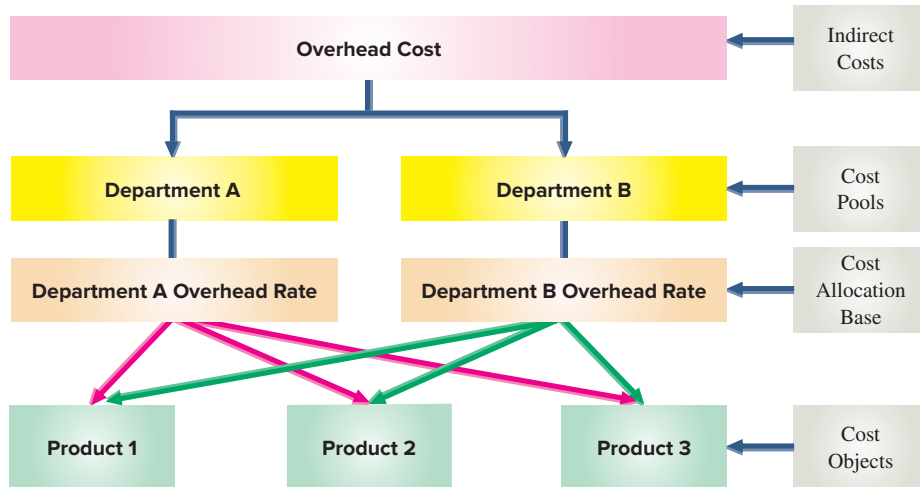 Overhead Cost
Indirect
Costs
Department A
Department B
Cost
Pools
Department A Overhead Rate
Department B Overhead Rate
Cost
Allocation
Base
Product 1
Product 2
Product 3
Cost
Objects